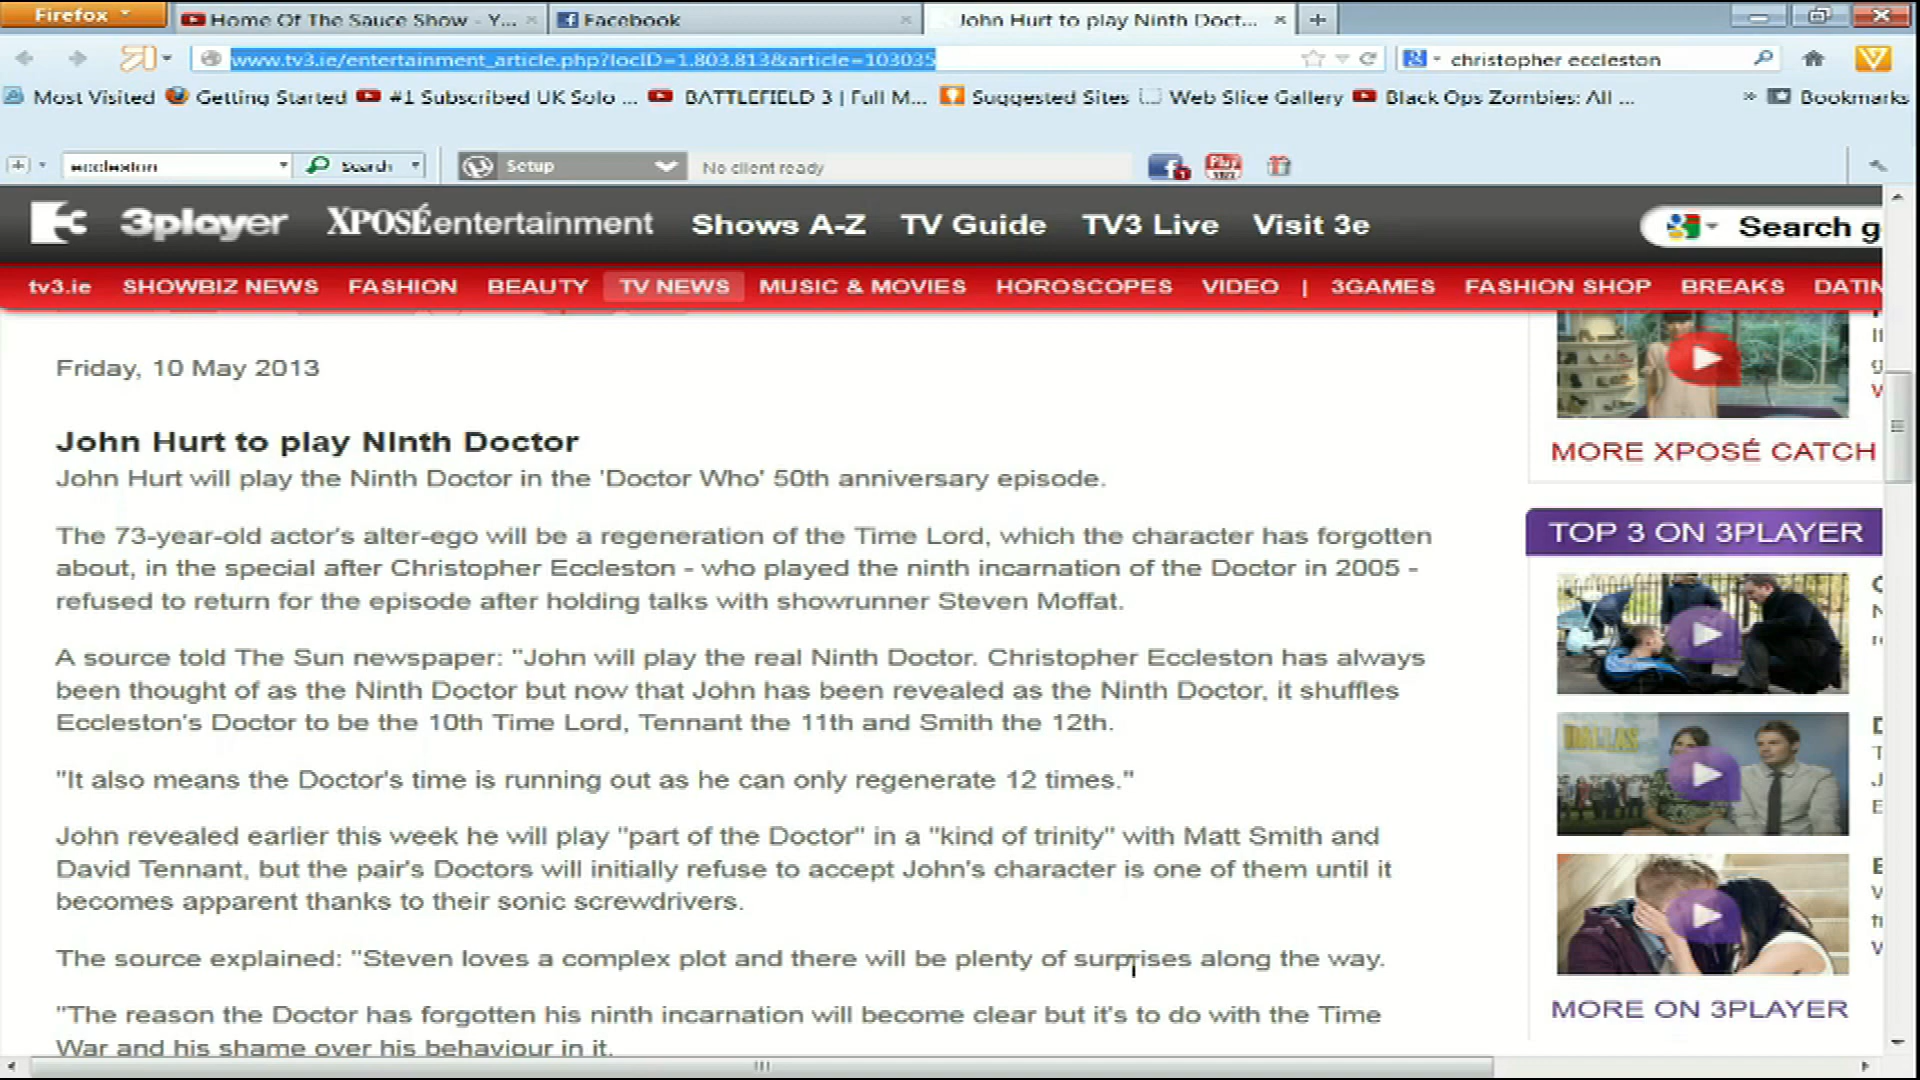 Firefox
Home Of The Sauce Show - Y...
Facebook
John Hurt to play Ninth Doct...
www.tv3.ie/entertainment_article.php?locID=1.803.813&article=103035
christopher eccleston
Most Visited
Getting Started
#1 Subscribed UK Solo ...
BATTLEFIELD 3 | Full M...
Suggested Sites
Web Slice Gallery
Black Ops Zombies: All ...
Bookmarks
eccleston
Search
Setup
No client ready
3player
XPOSÉentertainment
Shows A-Z
TV Guide
TV3 Live
Visit 3e
Search g
tv3.ie
SHOWBIZ NEWS
FASHION
BEAUTY
TV NEWS
MUSIC & MOVIES
HOROSCOPES
VIDEO |
3GAMES
FASHION SHOP
BREAKS
DATIN
Friday, 10 May 2013
John Hurt to play NInth Doctor
John Hurt will play the Ninth Doctor in the 'Doctor Who' 50th anniversary episode.
The 73-year-old actor's alter-ego will be a regeneration of the Time Lord, which the character has forgotten
about, in the special after Christopher Eccleston - who played the ninth incarnation of the Doctor in 2005 -
refused to return for the episode after holding talks with showrunner Steven Moffat.
A source told The Sun newspaper: "John will play the real Ninth Doctor. Christopher Eccleston has always
been thought of as the Ninth Doctor but now that John has been revealed as the Ninth Doctor, it shuffles
Eccleston's Doctor to be the 10th Time Lord, Tennant the 11th and Smith the 12th.
"It also means the Doctor's time is running out as he can only regenerate 12 times."
John revealed earlier this week he will play "part of the Doctor" in a "kind of trinity" with Matt Smith and
David Tennant, but the pair's Doctors will initially refuse to accept John's character is one of them until it
becomes apparent thanks to their sonic screwdrivers.
The source explained: "Steven loves a complex plot and there will be plenty of surprises along the way.
"The reason the Doctor has forgotten his ninth incarnation will become clear but it's to do with the Time
War and his shame over his behaviour in it.
MORE XPOSÉ CATCH
TOP 3 ON 3PLAYER
DALLAS
MORE ON 3PLAYER